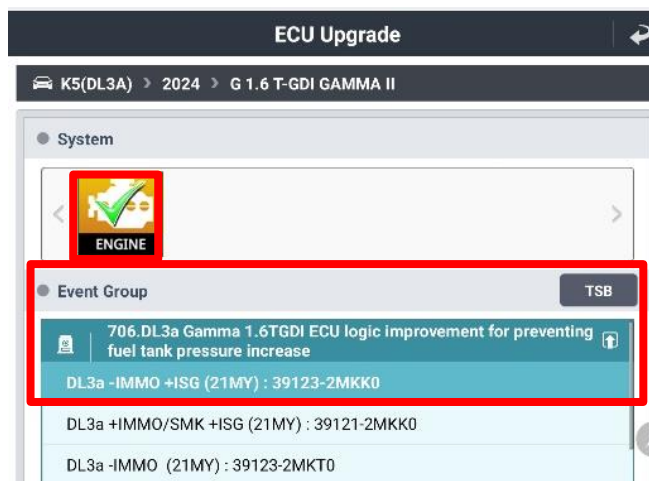 ECU Upgrade
K5(DL3A) > 2024 > G 1.6 T-GDI GAMMA II
System
ENGINE
Event Group
TSB
706.DL3a Gamma 1.6TGDI ECU logic improvement for preventing
fuel tank pressure increase
DL3a -IMMO +ISG (21MY) : 39123-2MKK0
DL3a +IMMO/SMK +ISG (21MY) : 39121-2MKK0
DL3a -IMMO (21MY) : 39123-2MKT0